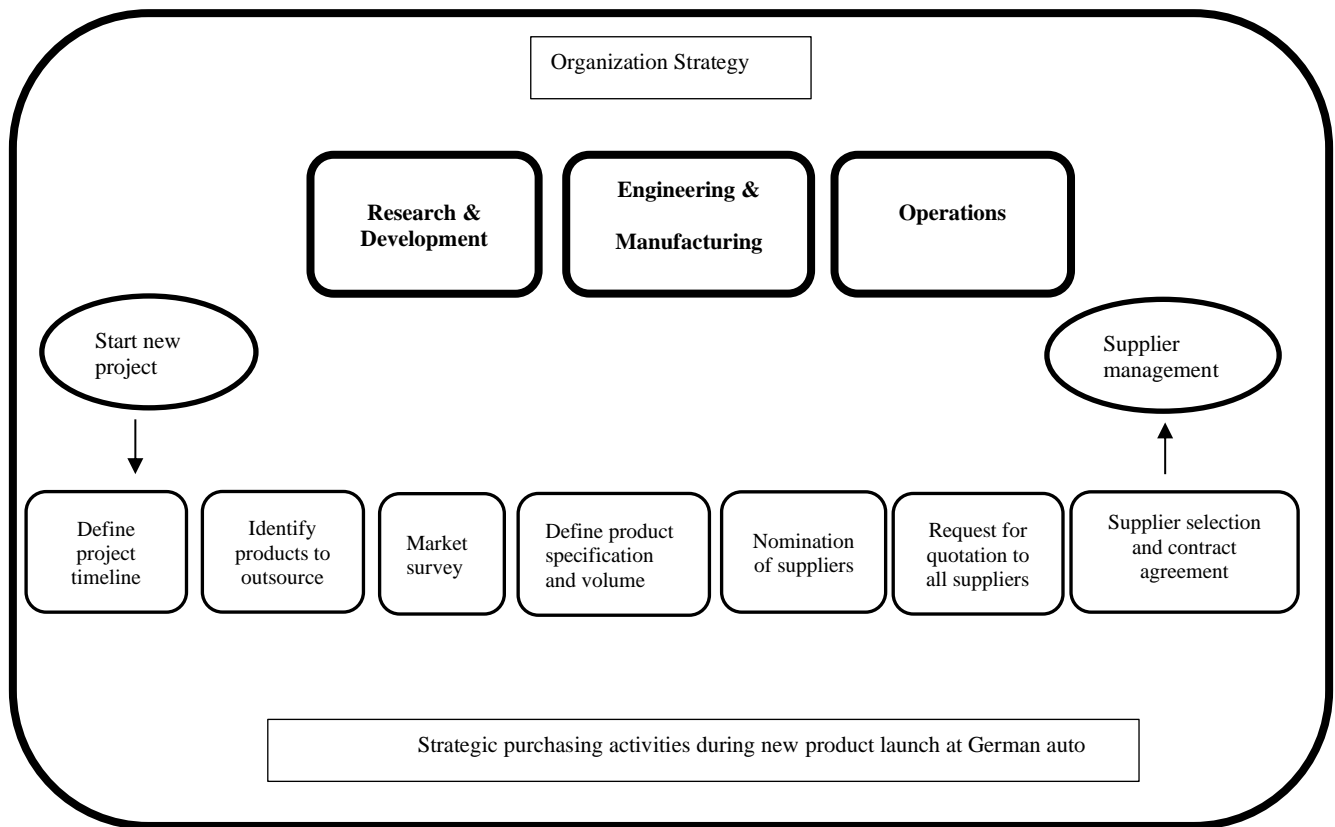 Organization Strategy
Research &
Development
Engineering &
Manufacturing
Operations
Start new
project
Supplier
management
Define
project
timeline
Identify
products to
outsource
Market
survey
Define product
specification
and volume
Nomination
of suppliers
Request for
quotation to
all suppliers
Supplier selection
and contract
agreement
Strategic purchasing activities during new product launch at German auto